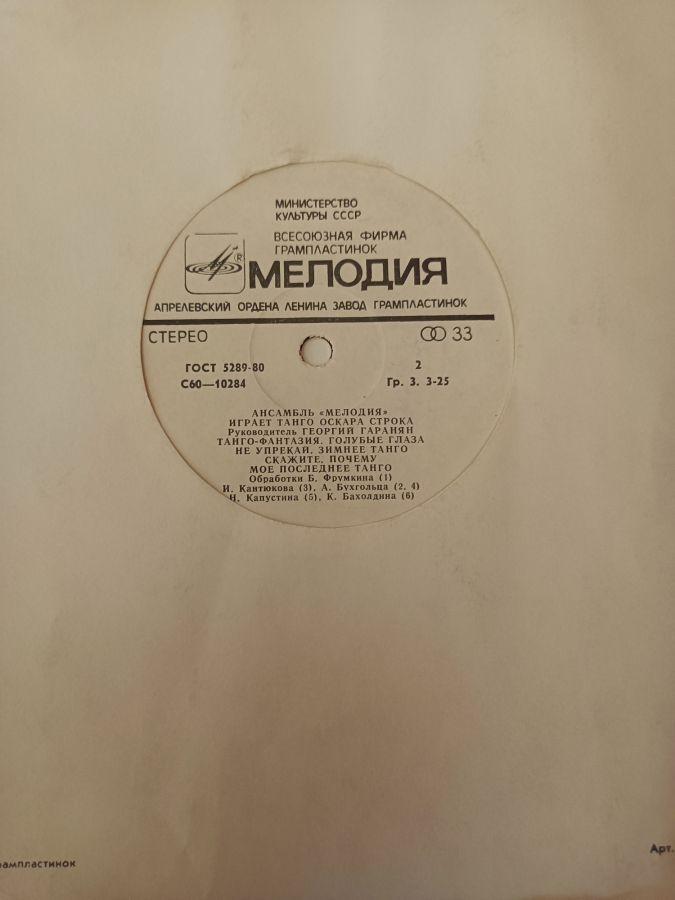 МИНИСТЕРСТВО
КУЛЬТУРЫ СССР
ВСЕСОЮЗНАЯ ФИРМА
ГРАМПЛАСТИНОК
МЕЛОДИЯ
АПРЕЛЕВСКИЙ ОРДЕНА ЛЕНИНА ЗАВОД ГРАМПЛАСТИНОК
СТЕРЕО 33
ГОСТ 5289-80 2
С60—10284 Гр. 3. 3-25
АНСАМБЛЬ «МЕЛОДИЯ»
ИГРАЕТ ТАНГО ОСКАРА СТРОКА
Руководитель ГЕОРГИЙ ГАРАНЯН
ТАНГО-ФАНТАЗИЯ. ГОЛУБЫЕ ГЛАЗА
НЕ УПРЕКАЙ. ЗИМНЕЕ ТАНГО
СКАЖИТЕ, ПОЧЕМУ
МОЕ ПОСЛЕДНЕЕ ТАНГО
Обработки Б. Фрумкина (1)
И. Кантюкова (3), А. Бухгольца (2, 4)
Н. Капустина (5), К. Бахолдина (6)
рампластинок
Арт.